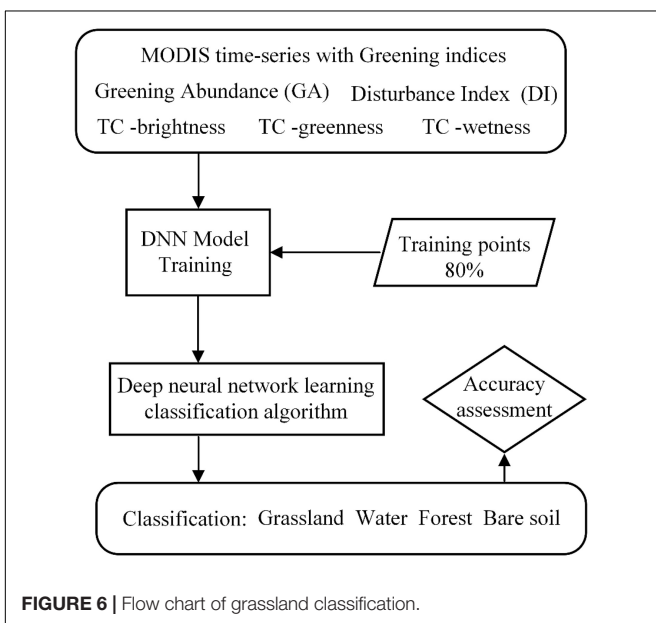 MODIS time-series with Greening indices
Greening Abundance (GA) Disturbance Index (DI)
TC -brightness TC -greenness TC -wetness
DNN Model
Training
Training points
80%
Deep neural network learning
classification algorithm
Accuracy
assessment
Classification: Grassland Water Forest Bare soil
FIGURE 6 | Flow chart of grassland classification.